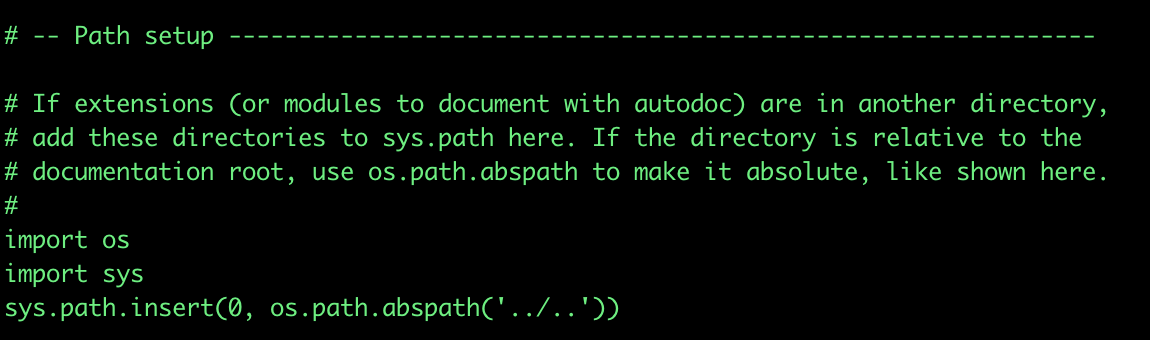 # -- Path setup --------------------------------------------------------------
# If extensions (or modules to document with autodoc) are in another directory,
# add these directories to sys.path here. If the directory is relative to the
# documentation root, use os.path.abspath to make it absolute, like shown here.
#
import os
import sys
sys.path.insert(0, os.path.abspath('../..'))